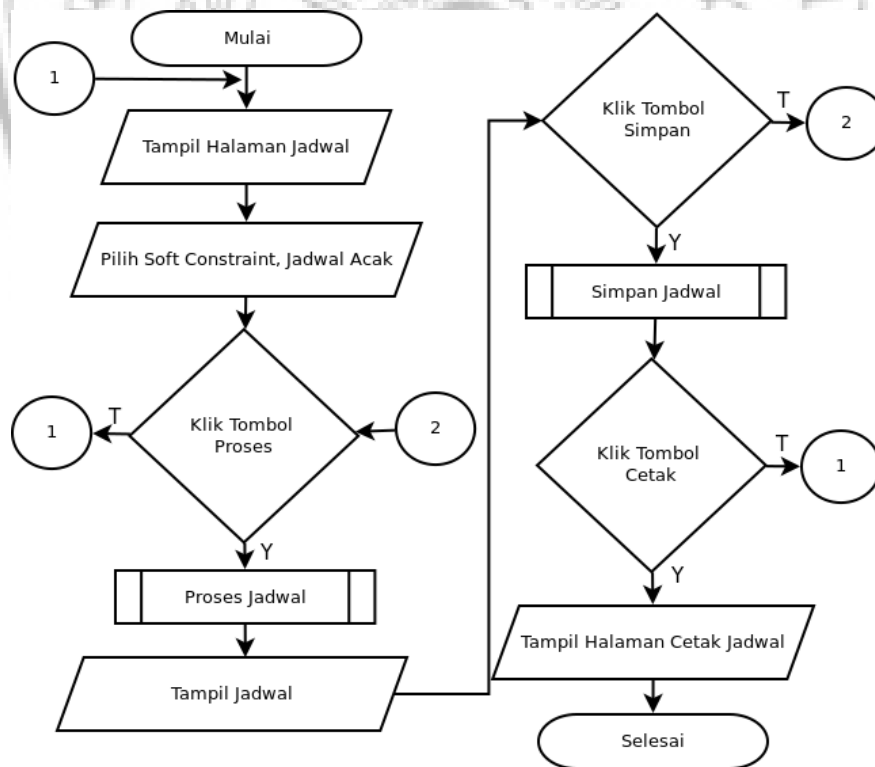 Mulai
1
Tampil Halaman Jadwal
Pilih Soft Constraint, Jadwal Acak
Klik Tombol
Proses
T
1
2
Y
Proses Jadwal
Tampil Jadwal
Klik Tombol
Simpan
T
2
Y
Simpan Jadwal
Klik Tombol
Cetak
T
1
Y
Tampil Halaman Cetak Jadwal
Selesai